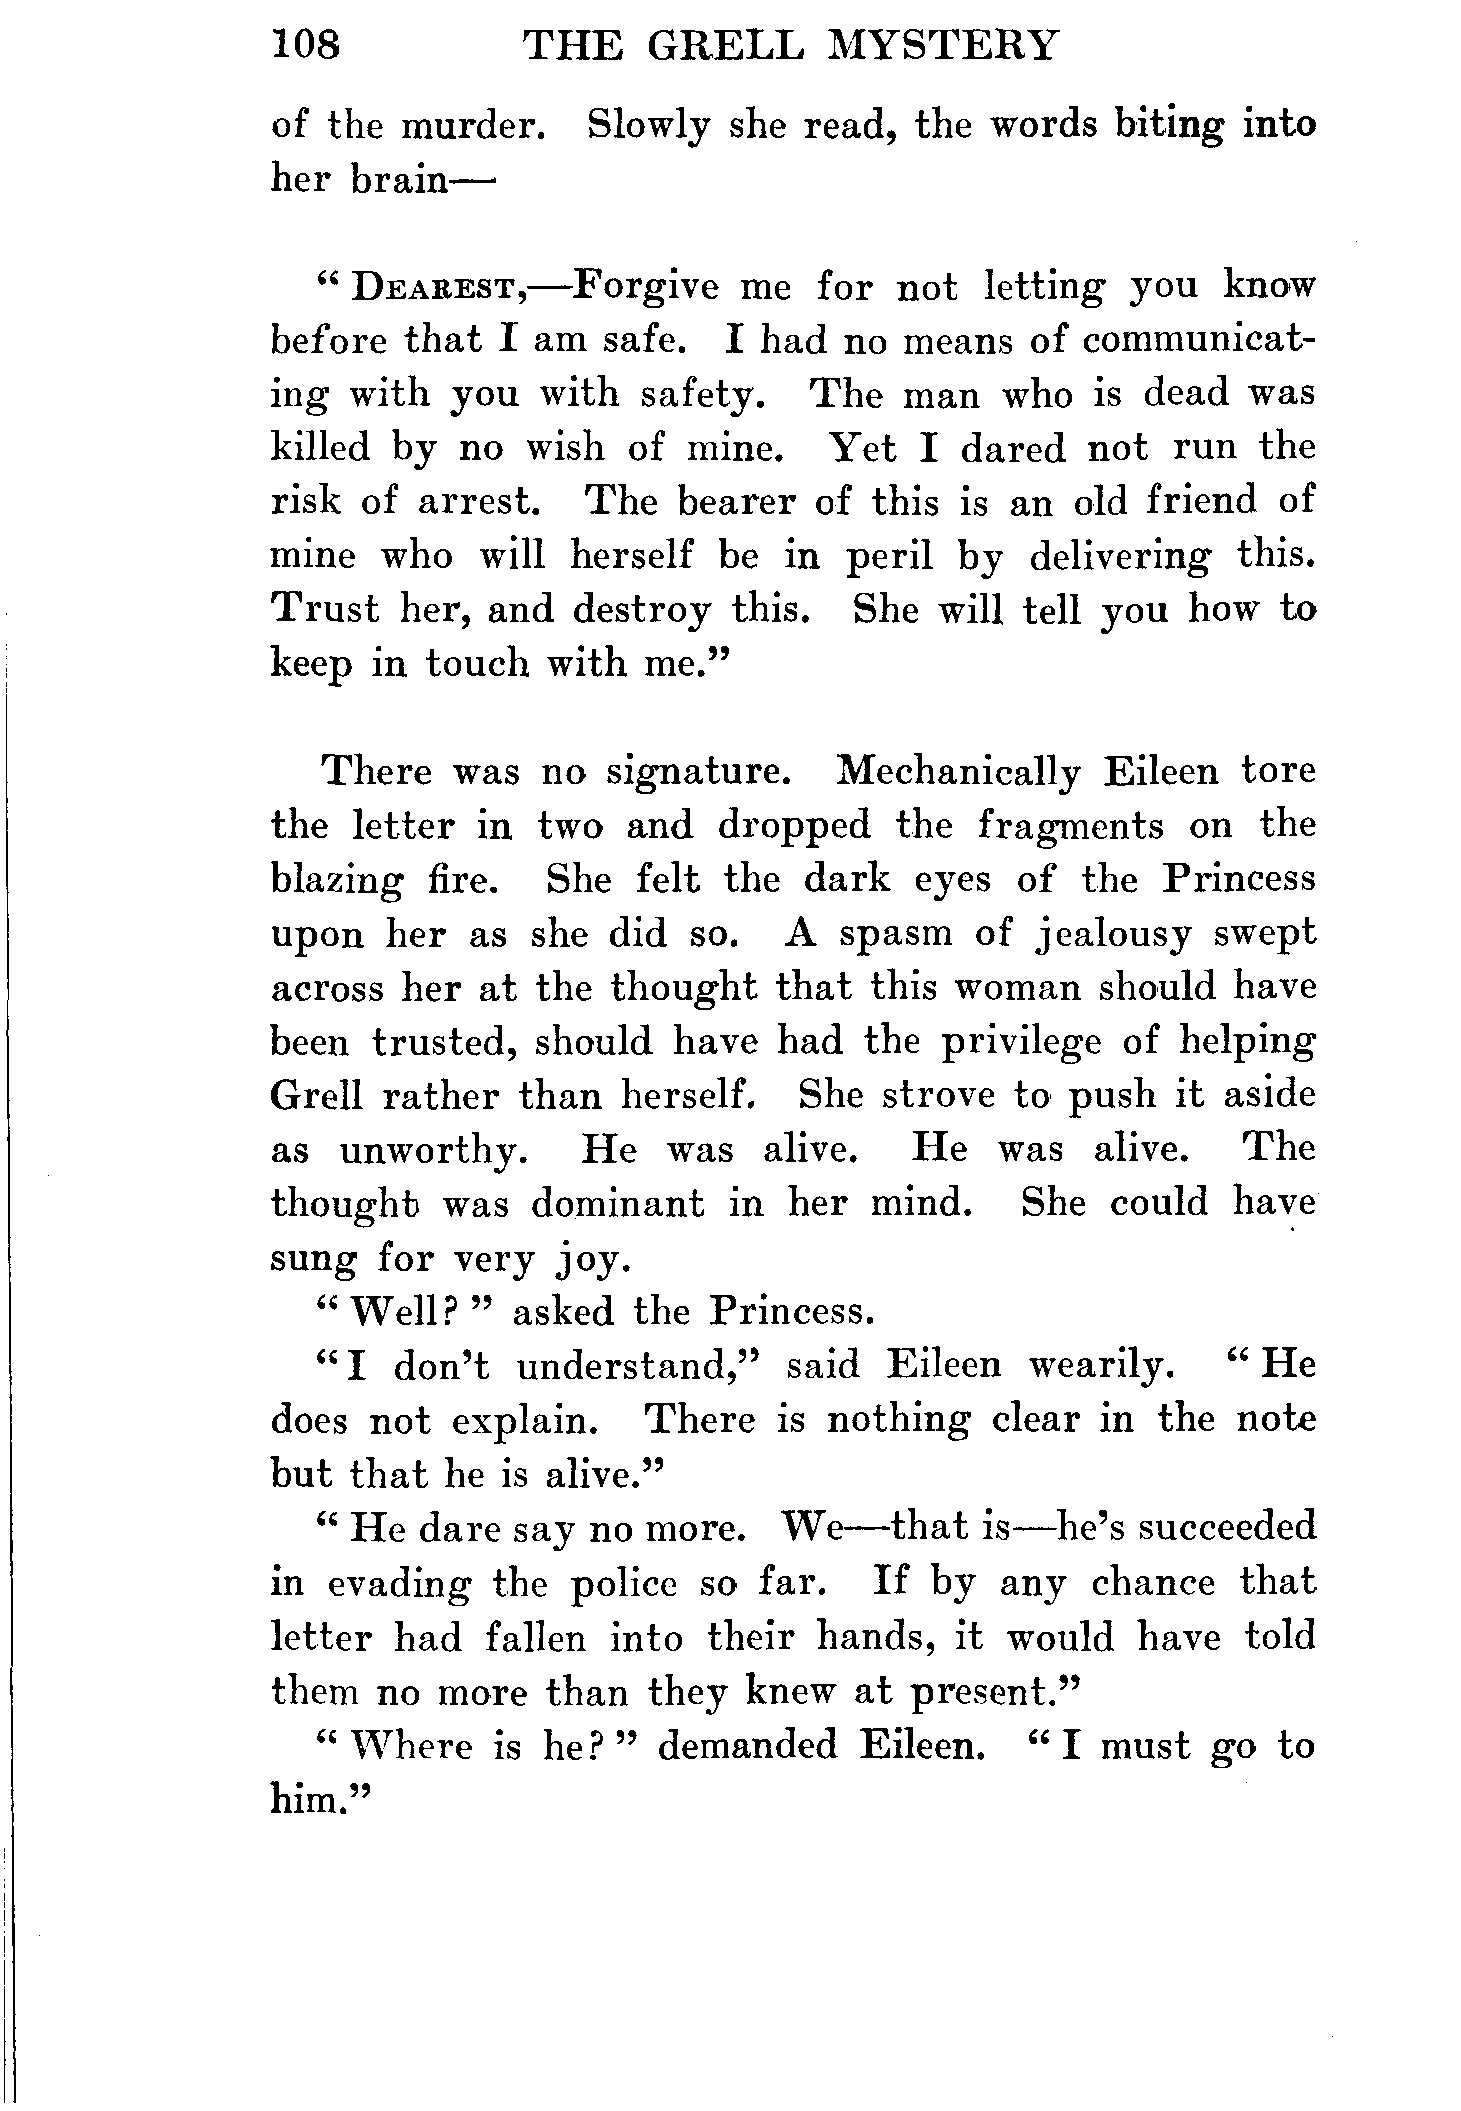 108 THE GRELL MYSTERY
of the murder. Slowly she read, the words biting into
her brain—
“ DEAREST,—Forgive me for not letting you know
before that I am safe. I had no means of communicat-
ing with you with safety. The man who is dead was
killed by no wish of mine. Yet I dared not run the
risk of arrest. The bearer of this is an old friend of
mine who will herself be in peril by delivering this.
Trust her, and destroy this. She will tell you how to
keep in touch with me.”
There was no signature. Mechanically Eileen tore
the letter in two and dropped the fragments on the
blazing fire. She felt the dark eyes of the Princess
upon her as she did so. A spasm of jealousy swept
across her at the thought that this woman should have
been trusted, should have had the privilege of helping
Grell rather than herself. She strove to push it aside
as unworthy. He was alive. He was alive. The
thought was dominant in her mind. She could have
sung for very joy.
“ Well? ” asked the Princess.
“ I don’t understand,” said Eileen wearily. “ He
does not explain. There is nothing clear in the note
but that he is alive.”
“ He dare say no more. We—that is—he’s succeeded
in evading the police so far. If by any chance that
letter had fallen into their hands, it would have told
them no more than they knew at present.”
“ Where is he? ” demanded Eileen. “ I must go to
him.”